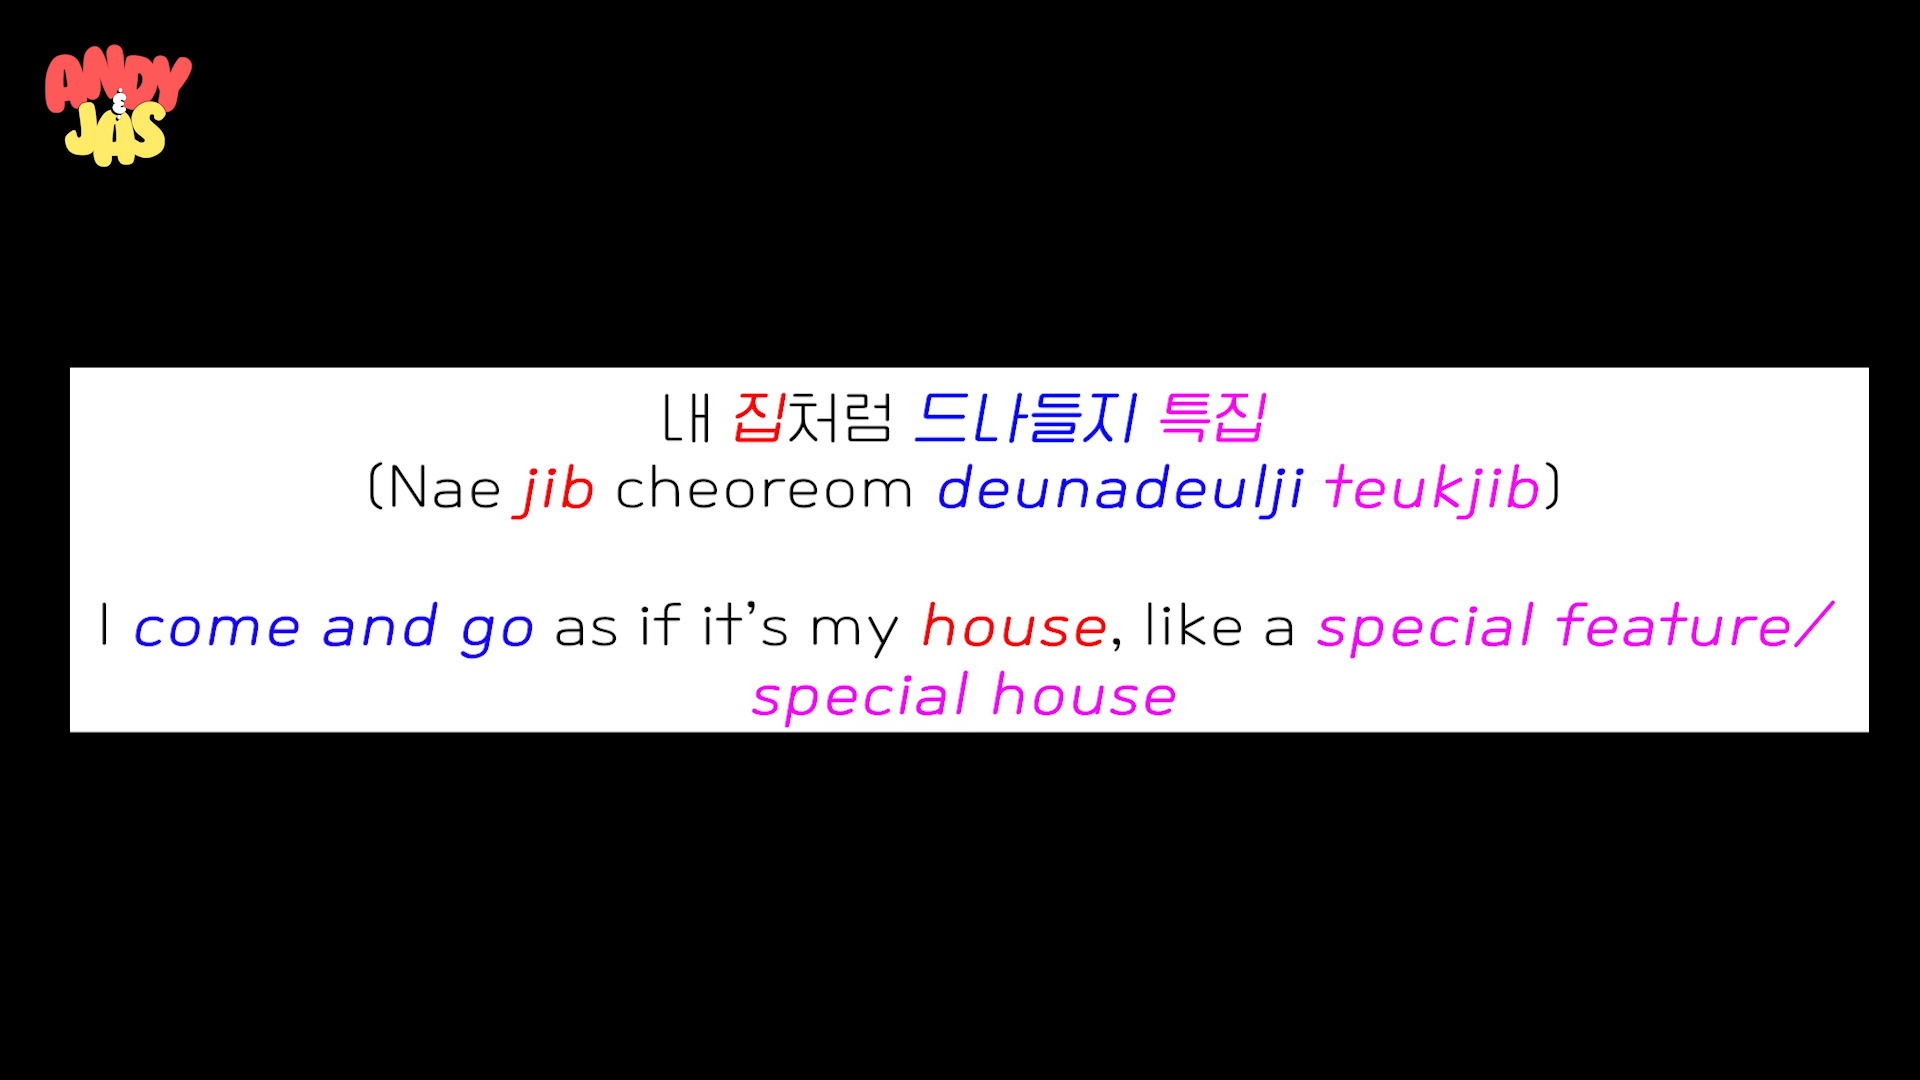 ANDY
&
JAS
내 집처럼 드나들지 특집
(Nae jib cheoreom deunadeulji teukjib)
I come and go as if it's my house, like a special feature/
special house